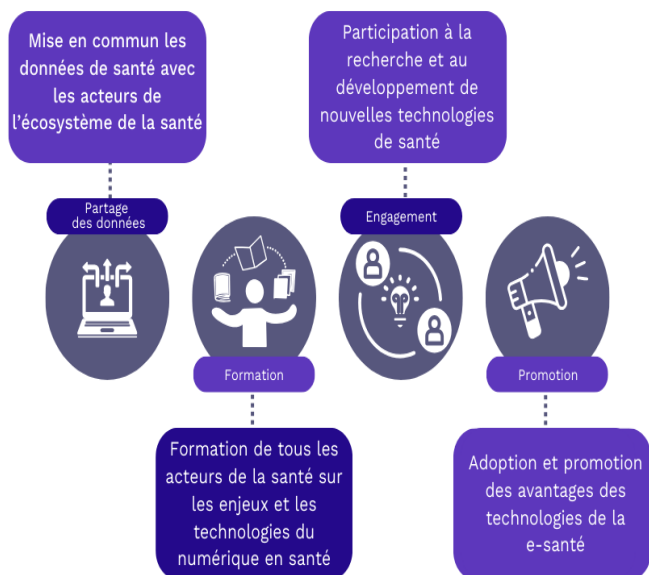 Mise en commun les
données de santé avec
les acteurs de
l'écosystème de la santé
Participation à la
recherche et au
développement de
nouvelles technologies
de santé
Partage
des données
Engagement
Formation
Promotion
Formation de tous les
acteurs de la santé sur
les enjeux et les
technologies du
numérique en santé
Adoption et promotion
des avantages des
technologies de la
e-santé